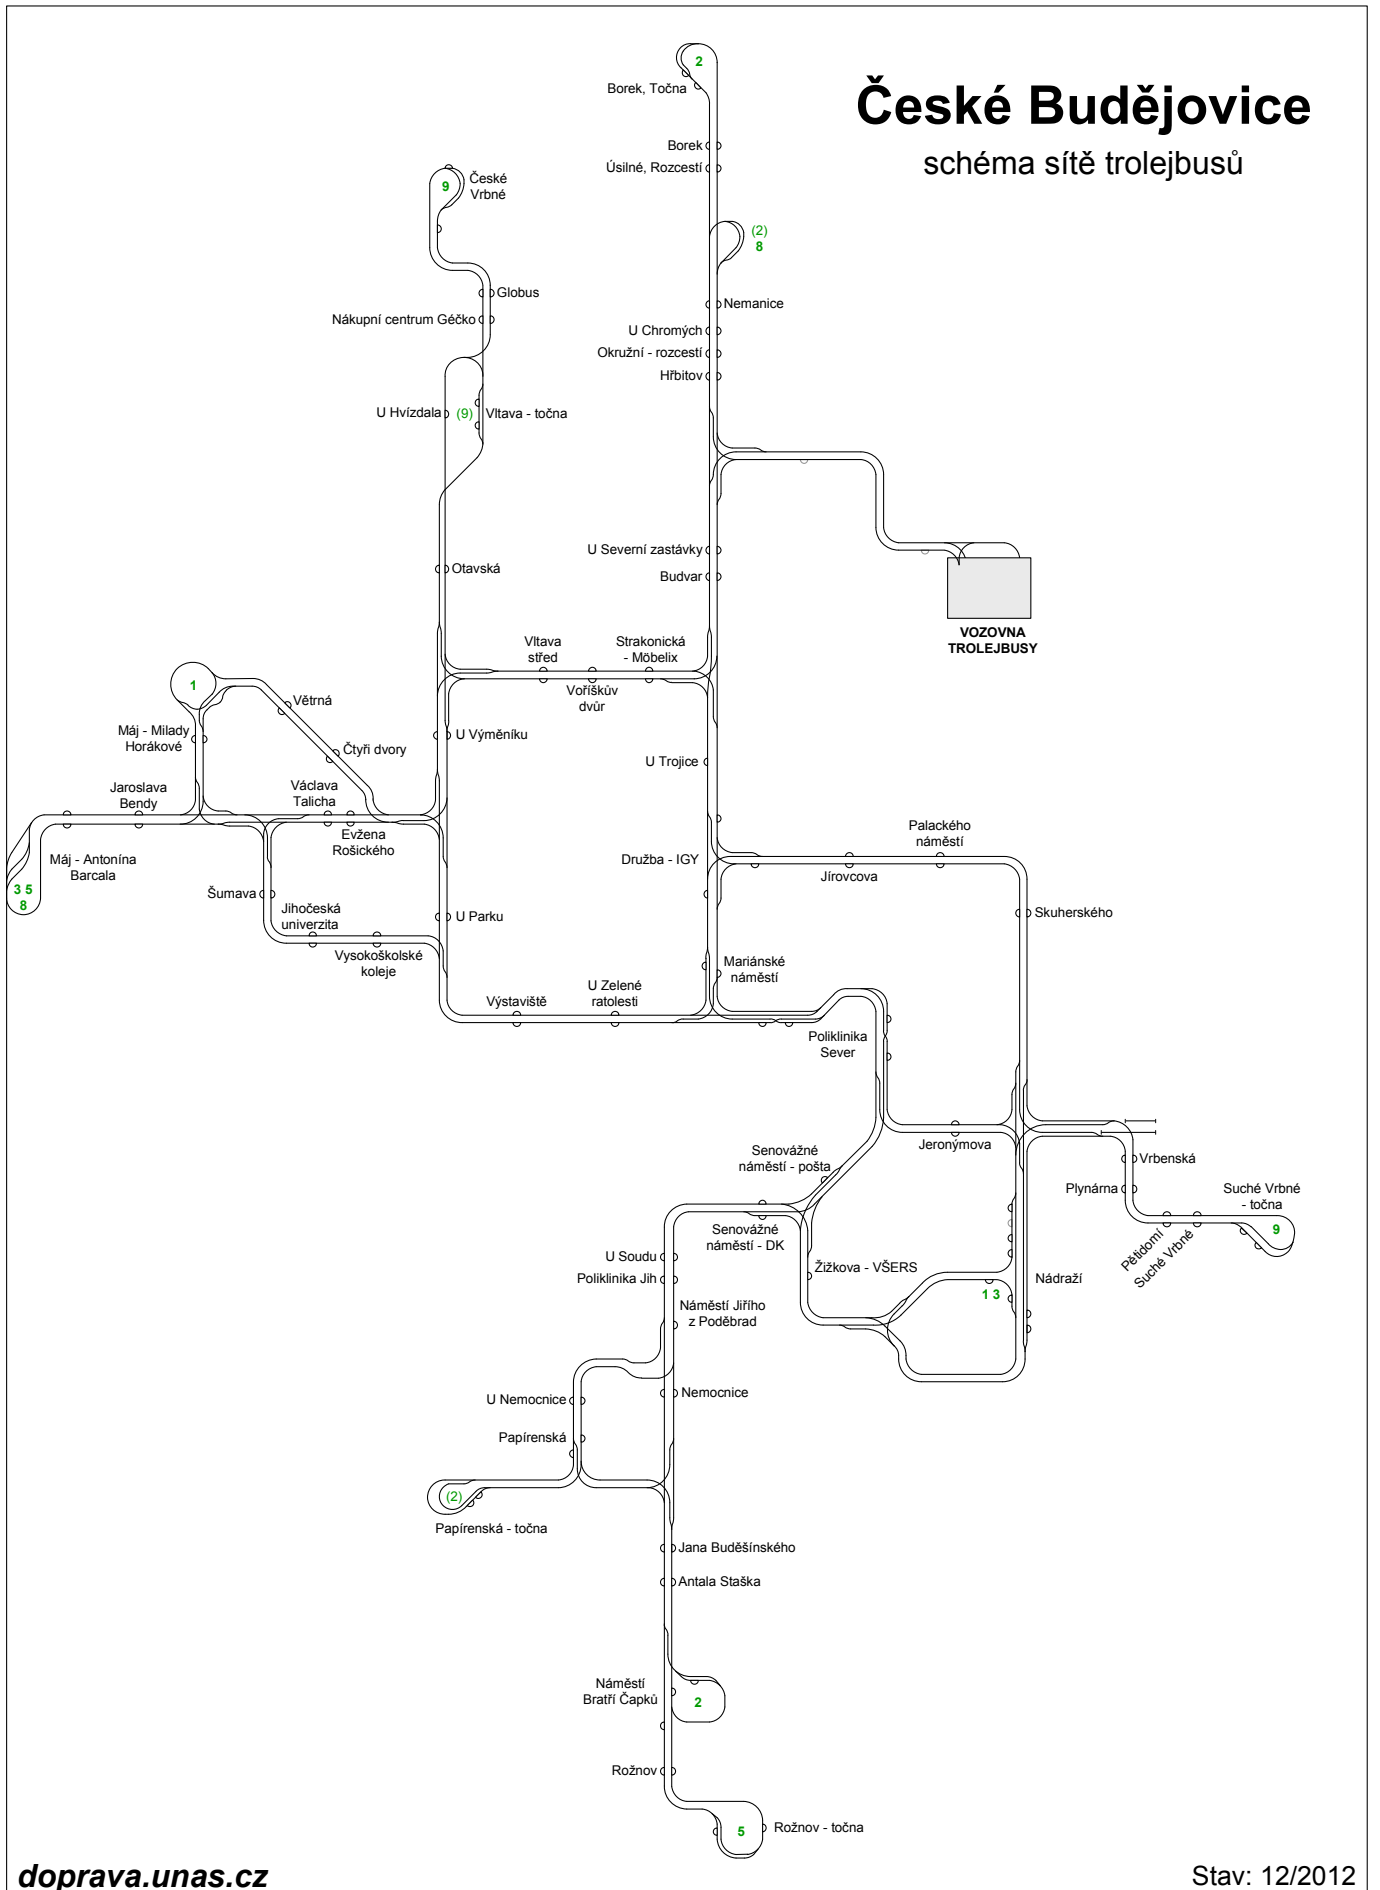 České Budějovice
schéma sítě trolejbusů
2
Borek, Točna
Borek
Úsilné, Rozcestí
9
České
Vrbné
(2)
8
Globus
Nákupní centrum Géčko
Nemanice
U Chromých
Okružní - rozcestí
Hřbitov
U Hvízdala
(9)
Vltava - točna
U Severní zastávky
Budvar
Otavská
VOZOVNA
TROLEJBUSY
Vltava
střed
Strakonická
- Möbelix
Voříškův
dvůr
1
Větrná
Máj - Milady
Horákové
Čtyři dvory
U Výměníku
U Trojice
Jaroslava
Bendy
Václava
Talicha
Evžena
Rošického
Máj - Antonína
Barcala
3 5
8
Šumava
Jihočeská
univerzita
U Parku
Vysokoškolské
koleje
Družba - IGY
Jírovcova
Palackého
náměstí
Skuherského
Mariánské
náměstí
Výstaviště
U Zelené
ratolesti
Poliklinika
Sever
Jeronýmova
Senovážné
náměstí - pošta
Vrbenská
Plynárna
Suché Vrbné
- točna
9
Pětidomí
Suché Vrbné
Senovážné
náměstí - DK
U Soudu
Poliklinika Jih
Žižkova - VŠERS
Nádraží
1 3
Náměstí Jiřího
z Poděbrad
U Nemocnice
Nemocnice
Papírenská
(2)
Papírenská - točna
Jana Buděšínského
Antala Staška
Náměstí
Bratří Čapků
2
Rožnov
5
Rožnov - točna
doprava.unas.cz
Stav: 12/2012